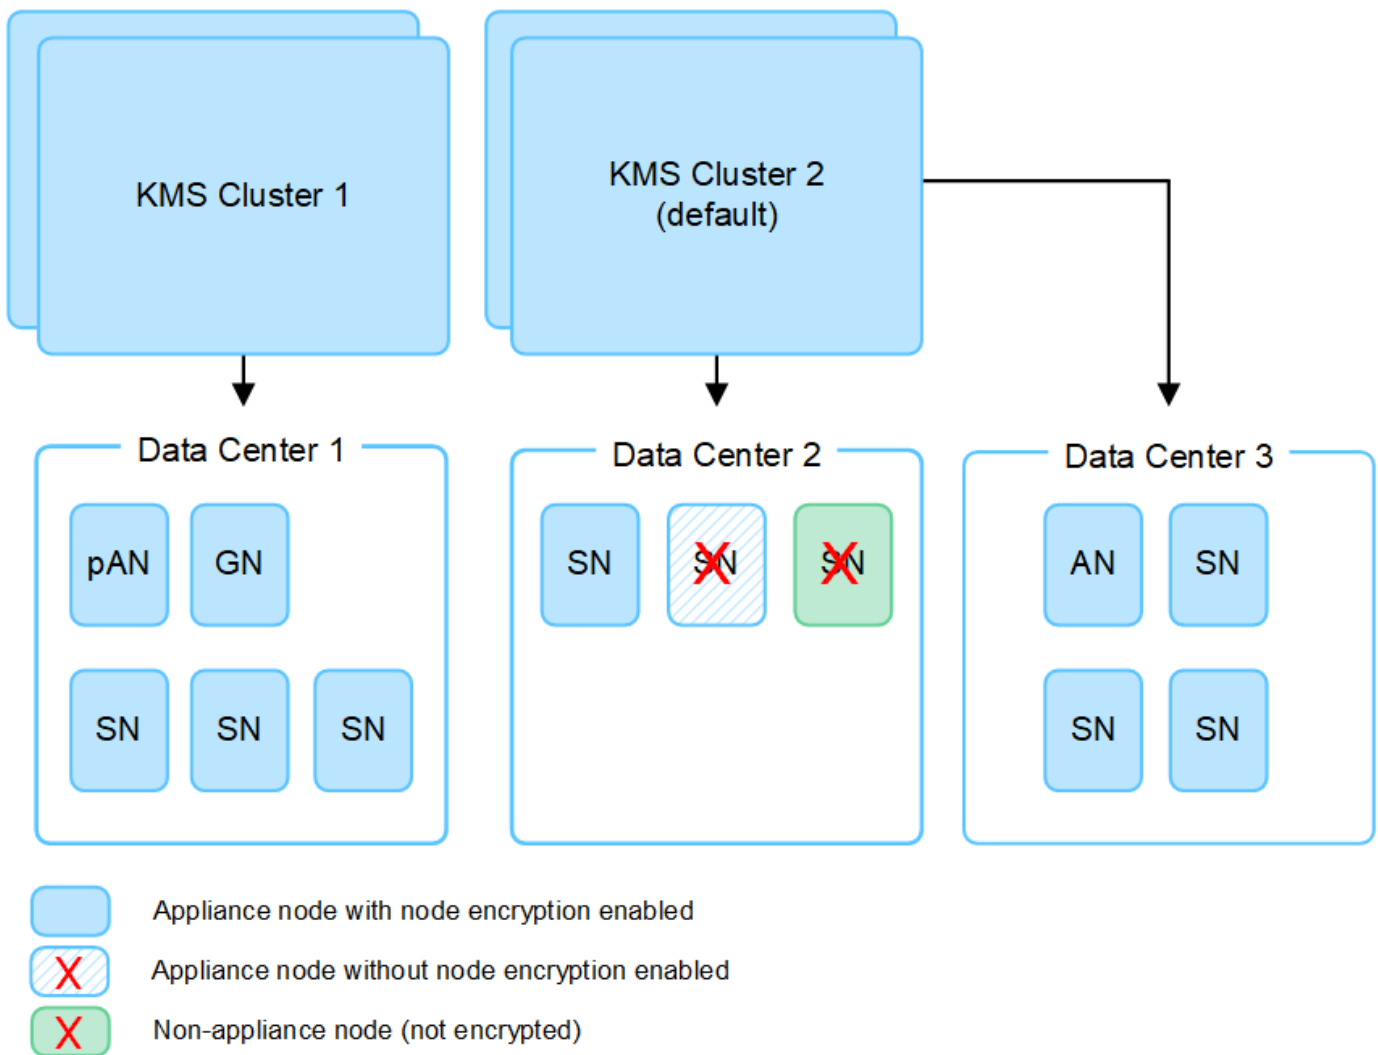 KMS Cluster 1
KMS Cluster 2
(default)
Data Center 1
pAN GN
SN SN SN
Data Center 2
SN SN SN
Data Center 3
AN SN
SN SN
Appliance node with node encryption enabled
X Appliance node without node encryption enabled
X Non-appliance node (not encrypted)